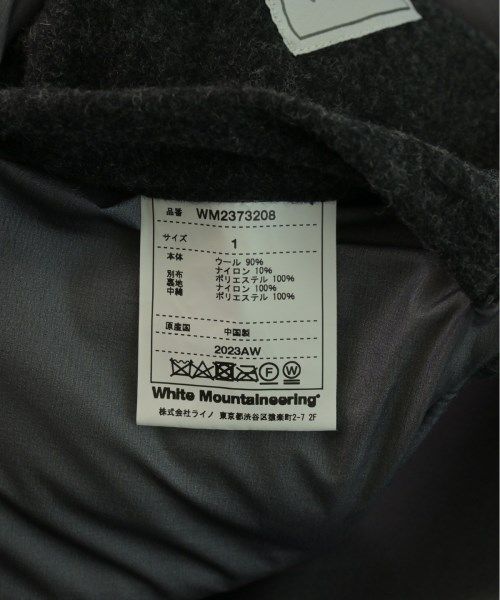 品番 WM2373208
サイズ 1
本体 ウール 90%
ナイロン 10%
別布 ポリエステル 100%
裏地 ナイロン 100%
中綿 ポリエステル 100%
原産国 中国製
2023AW
F W
White Mountaineering®
株式会社ライノ 東京都渋谷区猿楽町2-7 2F